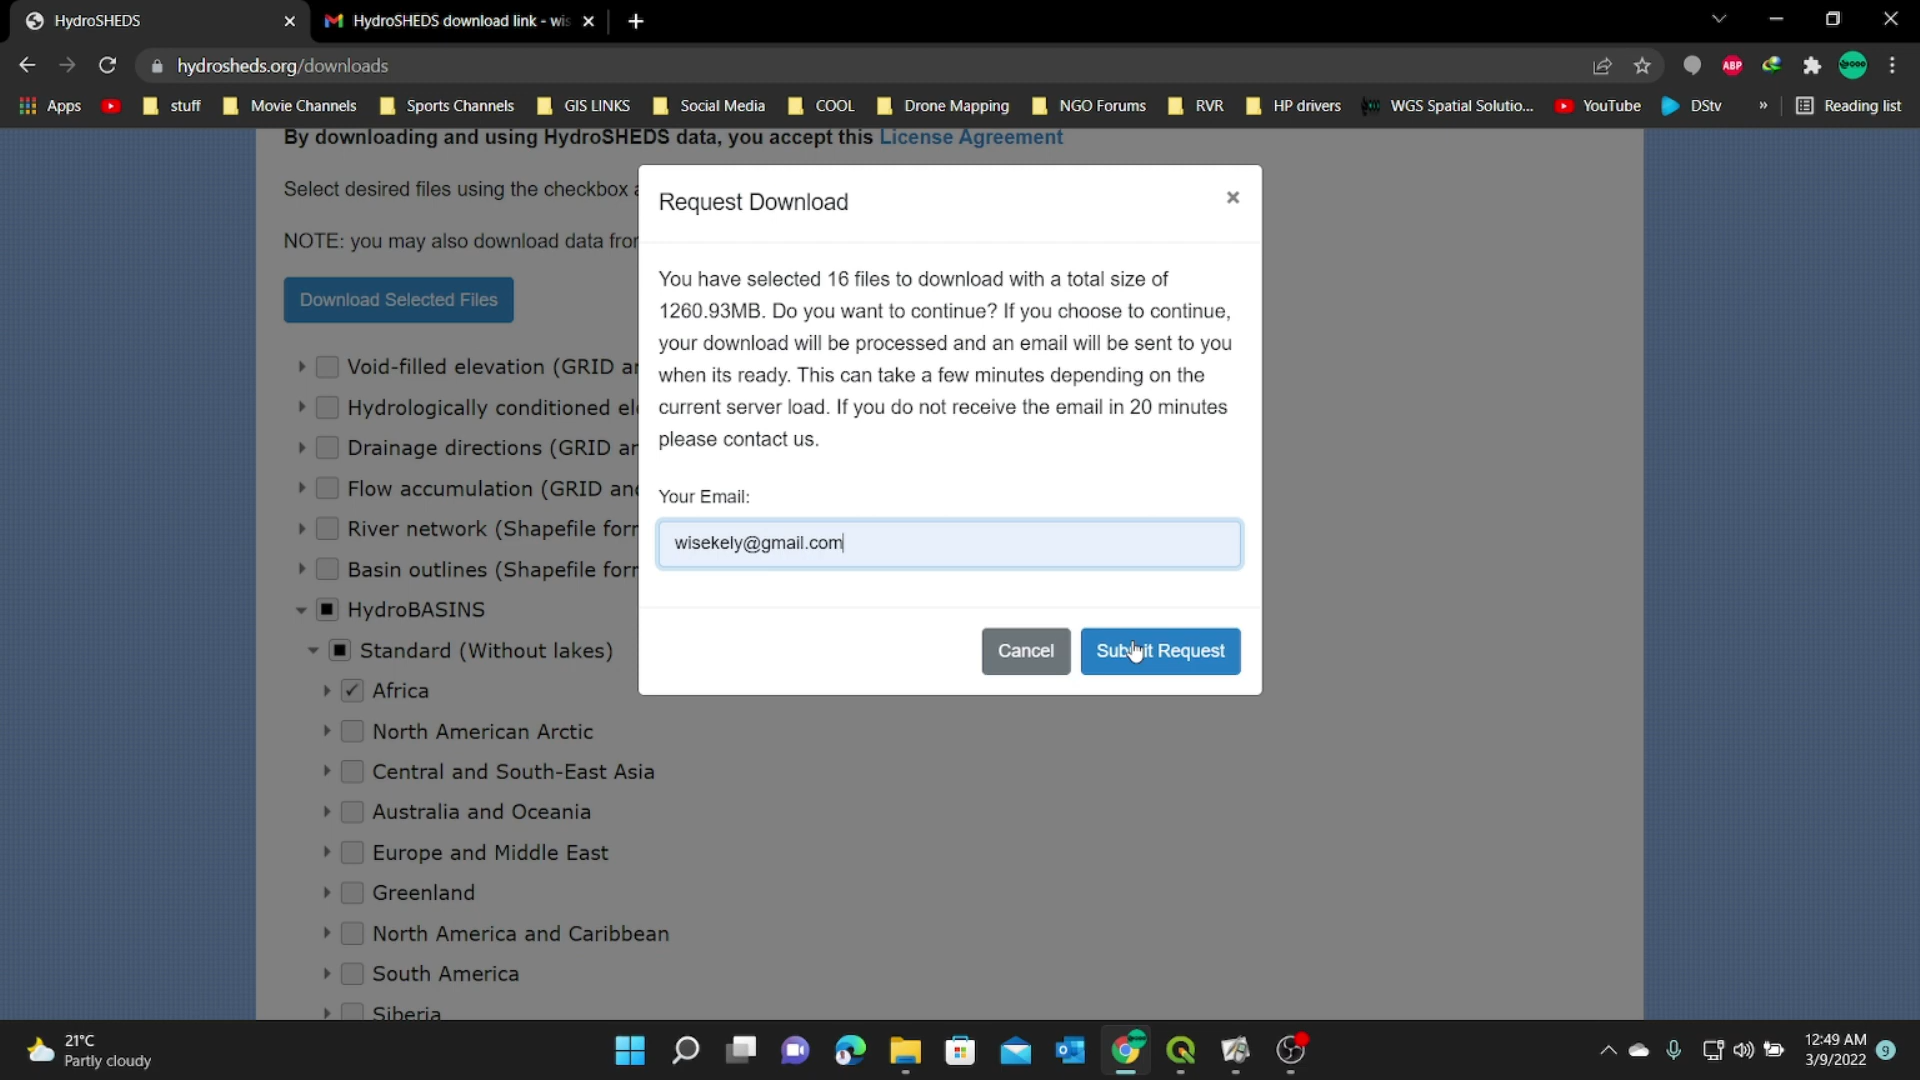 HydroSHEDS
HydroSHEDS download link - wis
hydrosheds.org/downloads
ABP
Apps
stuff
Movie Channels
Sports Channels
GIS LINKS
Social Media
COOL
Drone Mapping
NGO Forums
RVR
HP drivers
WGS Spatial Solutio...
YouTube
DStv
»
Reading list
By downloading and using HydroSHEDS data, you accept this License Agreement
Select desired files using the checkbox
NOTE: you may also download data from
Download Selected Files
Void-filled elevation (GRID
Hydrologically conditioned
Drainage directions (GRID
Flow accumulation (GRID
River network (Shapefile
Basin outlines (Shapefile
HydroBASINS
Standard (Without lakes)
Africa
North American Arctic
Central and South-East Asia
Australia and Oceania
Europe and Middle East
Greenland
North America and Caribbean
South America
Siberia
Request Download
×
You have selected 16 files to download with a total size of
1260.93MB. Do you want to continue? If you choose to continue,
your download will be processed and an email will be sent to you
when its ready. This can take a few minutes depending on the
current server load. If you do not receive the email in 20 minutes
please contact us.
Your Email:
wisekely@gmail.com
Cancel
Submit Request
21°C
Partly cloudy
12:49 AM
3/9/2022
9